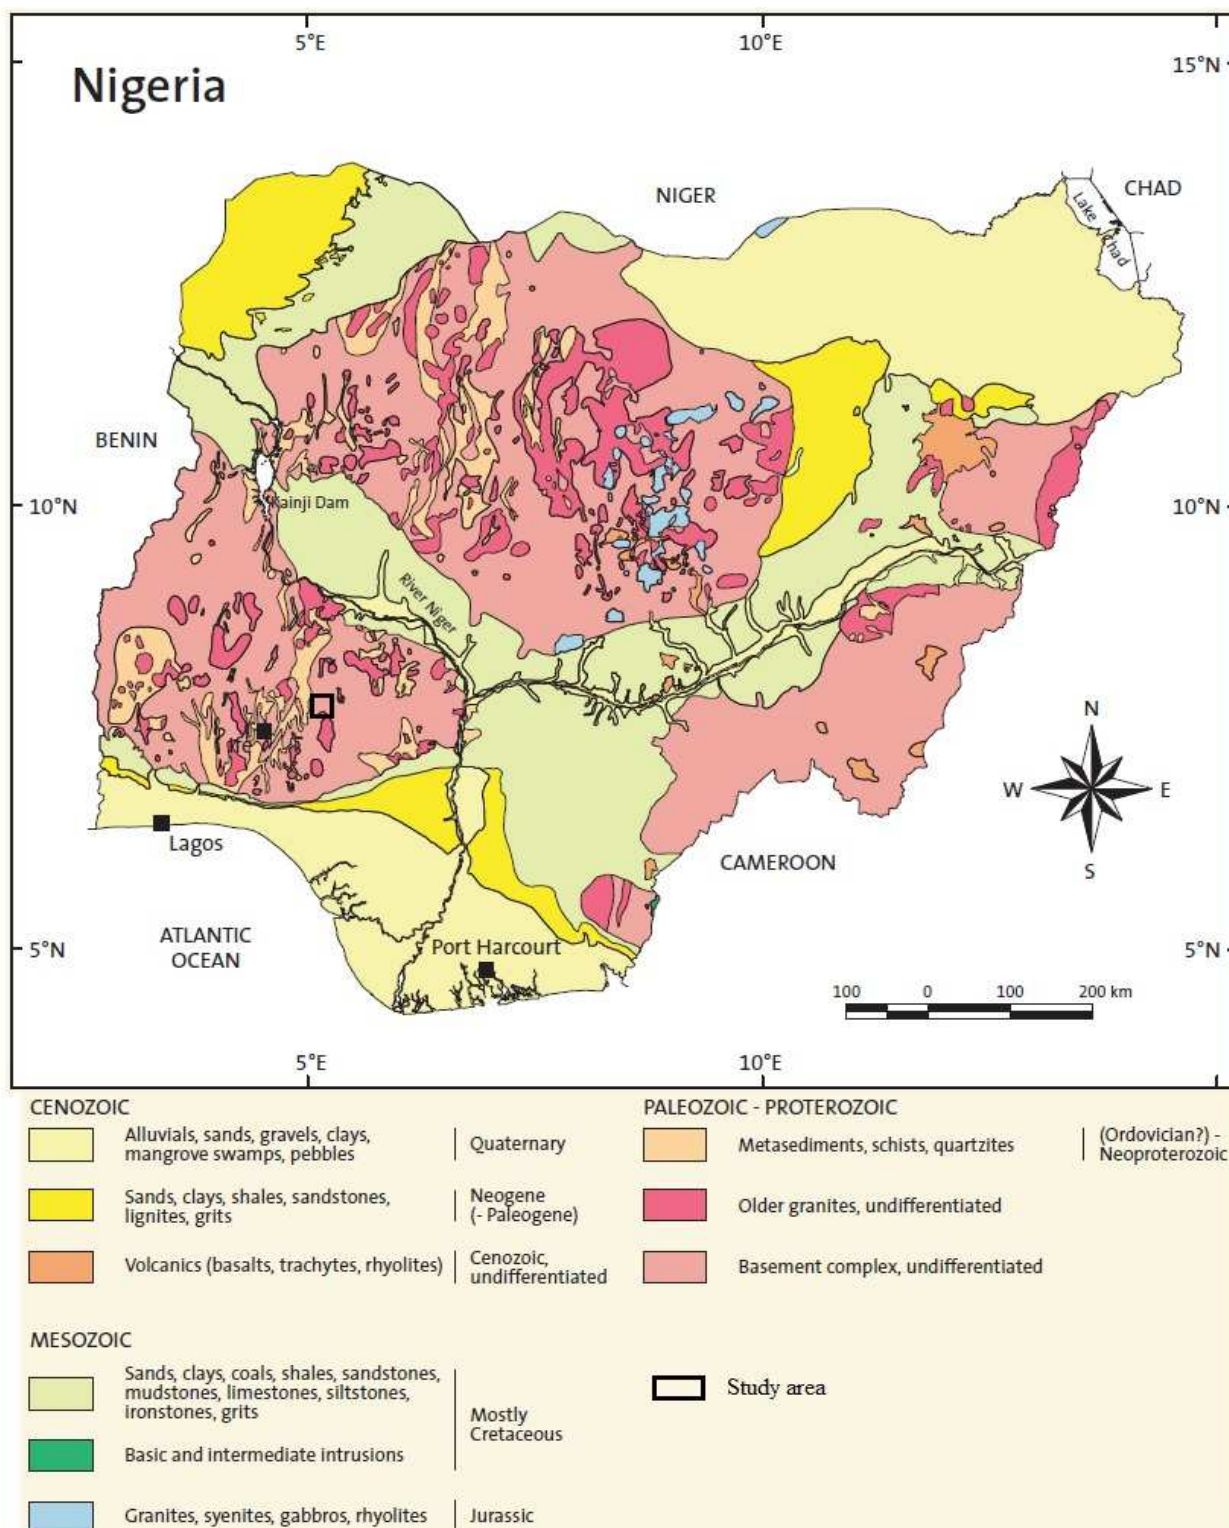 5°E
10°E
15°N
Nigeria
NIGER
CHAD
Lake
Chad
BENIN
10°N
Kainji Dam
10°N
River Niger
N
W
E
S
Lagos
CAMEROON
ATLANTIC
OCEAN
5°N
Port Harcourt
5°N
100
0
100
200 km
5°E
10°E
CENOZOIC
Alluvials, sands, gravels, clays,
mangrove swamps, pebbles
Quaternary
Sands, clays, shales, sandstones,
lignites, grits
Neogene
(- Paleogene)
Volcanics (basalts, trachytes, rhyolites)
Cenozoic,
undifferentiated
MESOZOIC
Sands, clays, coals, shales, sandstones,
mudstones, limestones, siltstones,
ironstones, grits
Mostly
Cretaceous
Basic and intermediate intrusions
Granites, syenites, gabbros, rhyolites
Jurassic
PALEOZOIC - PROTEROZOIC
Metasediments, schists, quartzites
(Ordovician?) -
Neoproterozoic
Older granites, undifferentiated
Basement complex, undifferentiated
Study area